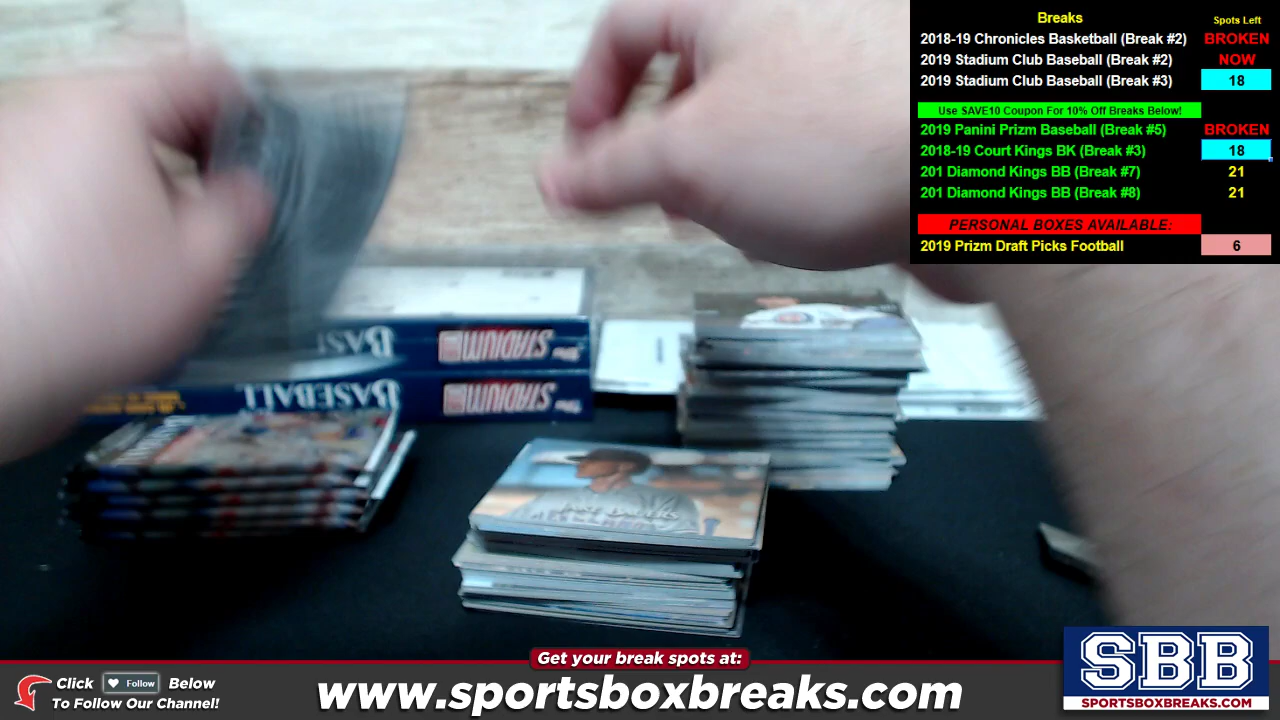 Breaks
Spots Left
2018-19 Chronicles Basketball (Break #2) BROKEN
2019 Stadium Club Baseball (Break #2) NOW
2019 Stadium Club Baseball (Break #3) 18
Use SAVE10 Coupon For 10% Off Breaks Below!
2019 Panini Prizm Baseball (Break #5) BROKEN
2018-19 Court Kings BK (Break #3) 18
201 Diamond Kings BB (Break #7) 21
201 Diamond Kings BB (Break #8) 21
PERSONAL BOXES AVAILABLE:
2019 Prizm Draft Picks Football 6
BAS
Topps STADIUM
BASEBALL
Topps STADIUM
Get your break spots at:
Click Follow Below
To Follow Our Channel!
www.sportsboxbreaks.com
SBB
SPORTSBOXBREAKS.COM